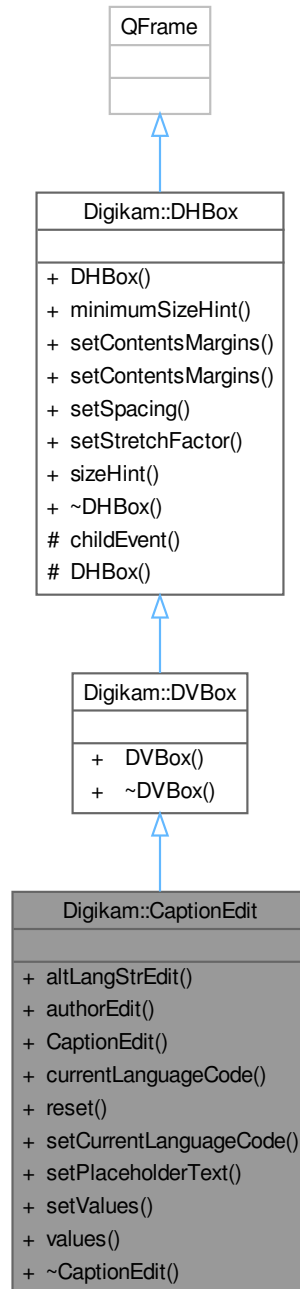 QFrame
Digikam::DHBox
+ DHBox()
+ minimumSizeHint()
+ setContentsMargins()
+ setContentsMargins()
+ setSpacing()
+ setStretchFactor()
+ sizeHint()
+ ~DHBox()
# childEvent()
# DHBox()
Digikam::DVBox
+ DVBox()
+ ~DVBox()
Digikam::CaptionEdit
+ altLangStrEdit()
+ authorEdit()
+ CaptionEdit()
+ currentLanguageCode()
+ reset()
+ setCurrentLanguageCode()
+ setPlaceholderText()
+ setValues()
+ values()
+ ~CaptionEdit()